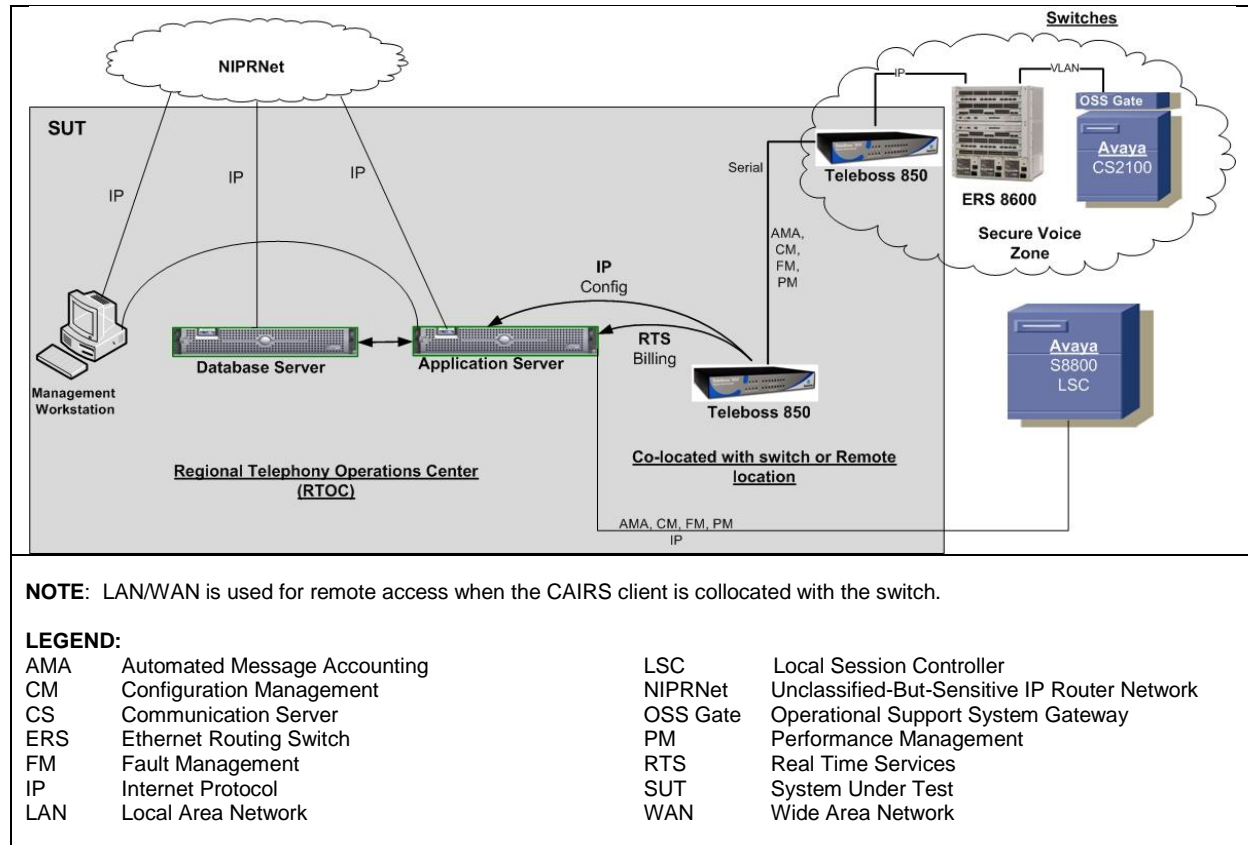 Switches
NIPRNet
IP
VLAN
OSS Gate
SUT
Avaya
CS2100
Serial
Teleboss 850
IP
IP
IP
ERS 8600
AMA,
CM,
FM,
PM
Secure Voice
Zone
IP
Config
RTS
Billing
Avaya
S8800
LSC
Database Server
Application Server
Management
Workstation
Teleboss 850
Regional Telephony Operations Center
(RTOC)
Co-located with switch or Remote
location
AMA, CM, FM, PM
IP
NOTE: LAN/WAN is used for remote access when the CAIRS client is collocated with the switch.
LEGEND:
AMA Automated Message Accounting
CM Configuration Management
CS Communication Server
ERS Ethernet Routing Switch
FM Fault Management
IP Internet Protocol
LAN Local Area Network
LSC Local Session Controller
NIPRNet Unclassified-But-Sensitive IP Router Network
OSS Gate Operational Support System Gateway
PM Performance Management
RTS Real Time Services
SUT System Under Test
WAN Wide Area Network